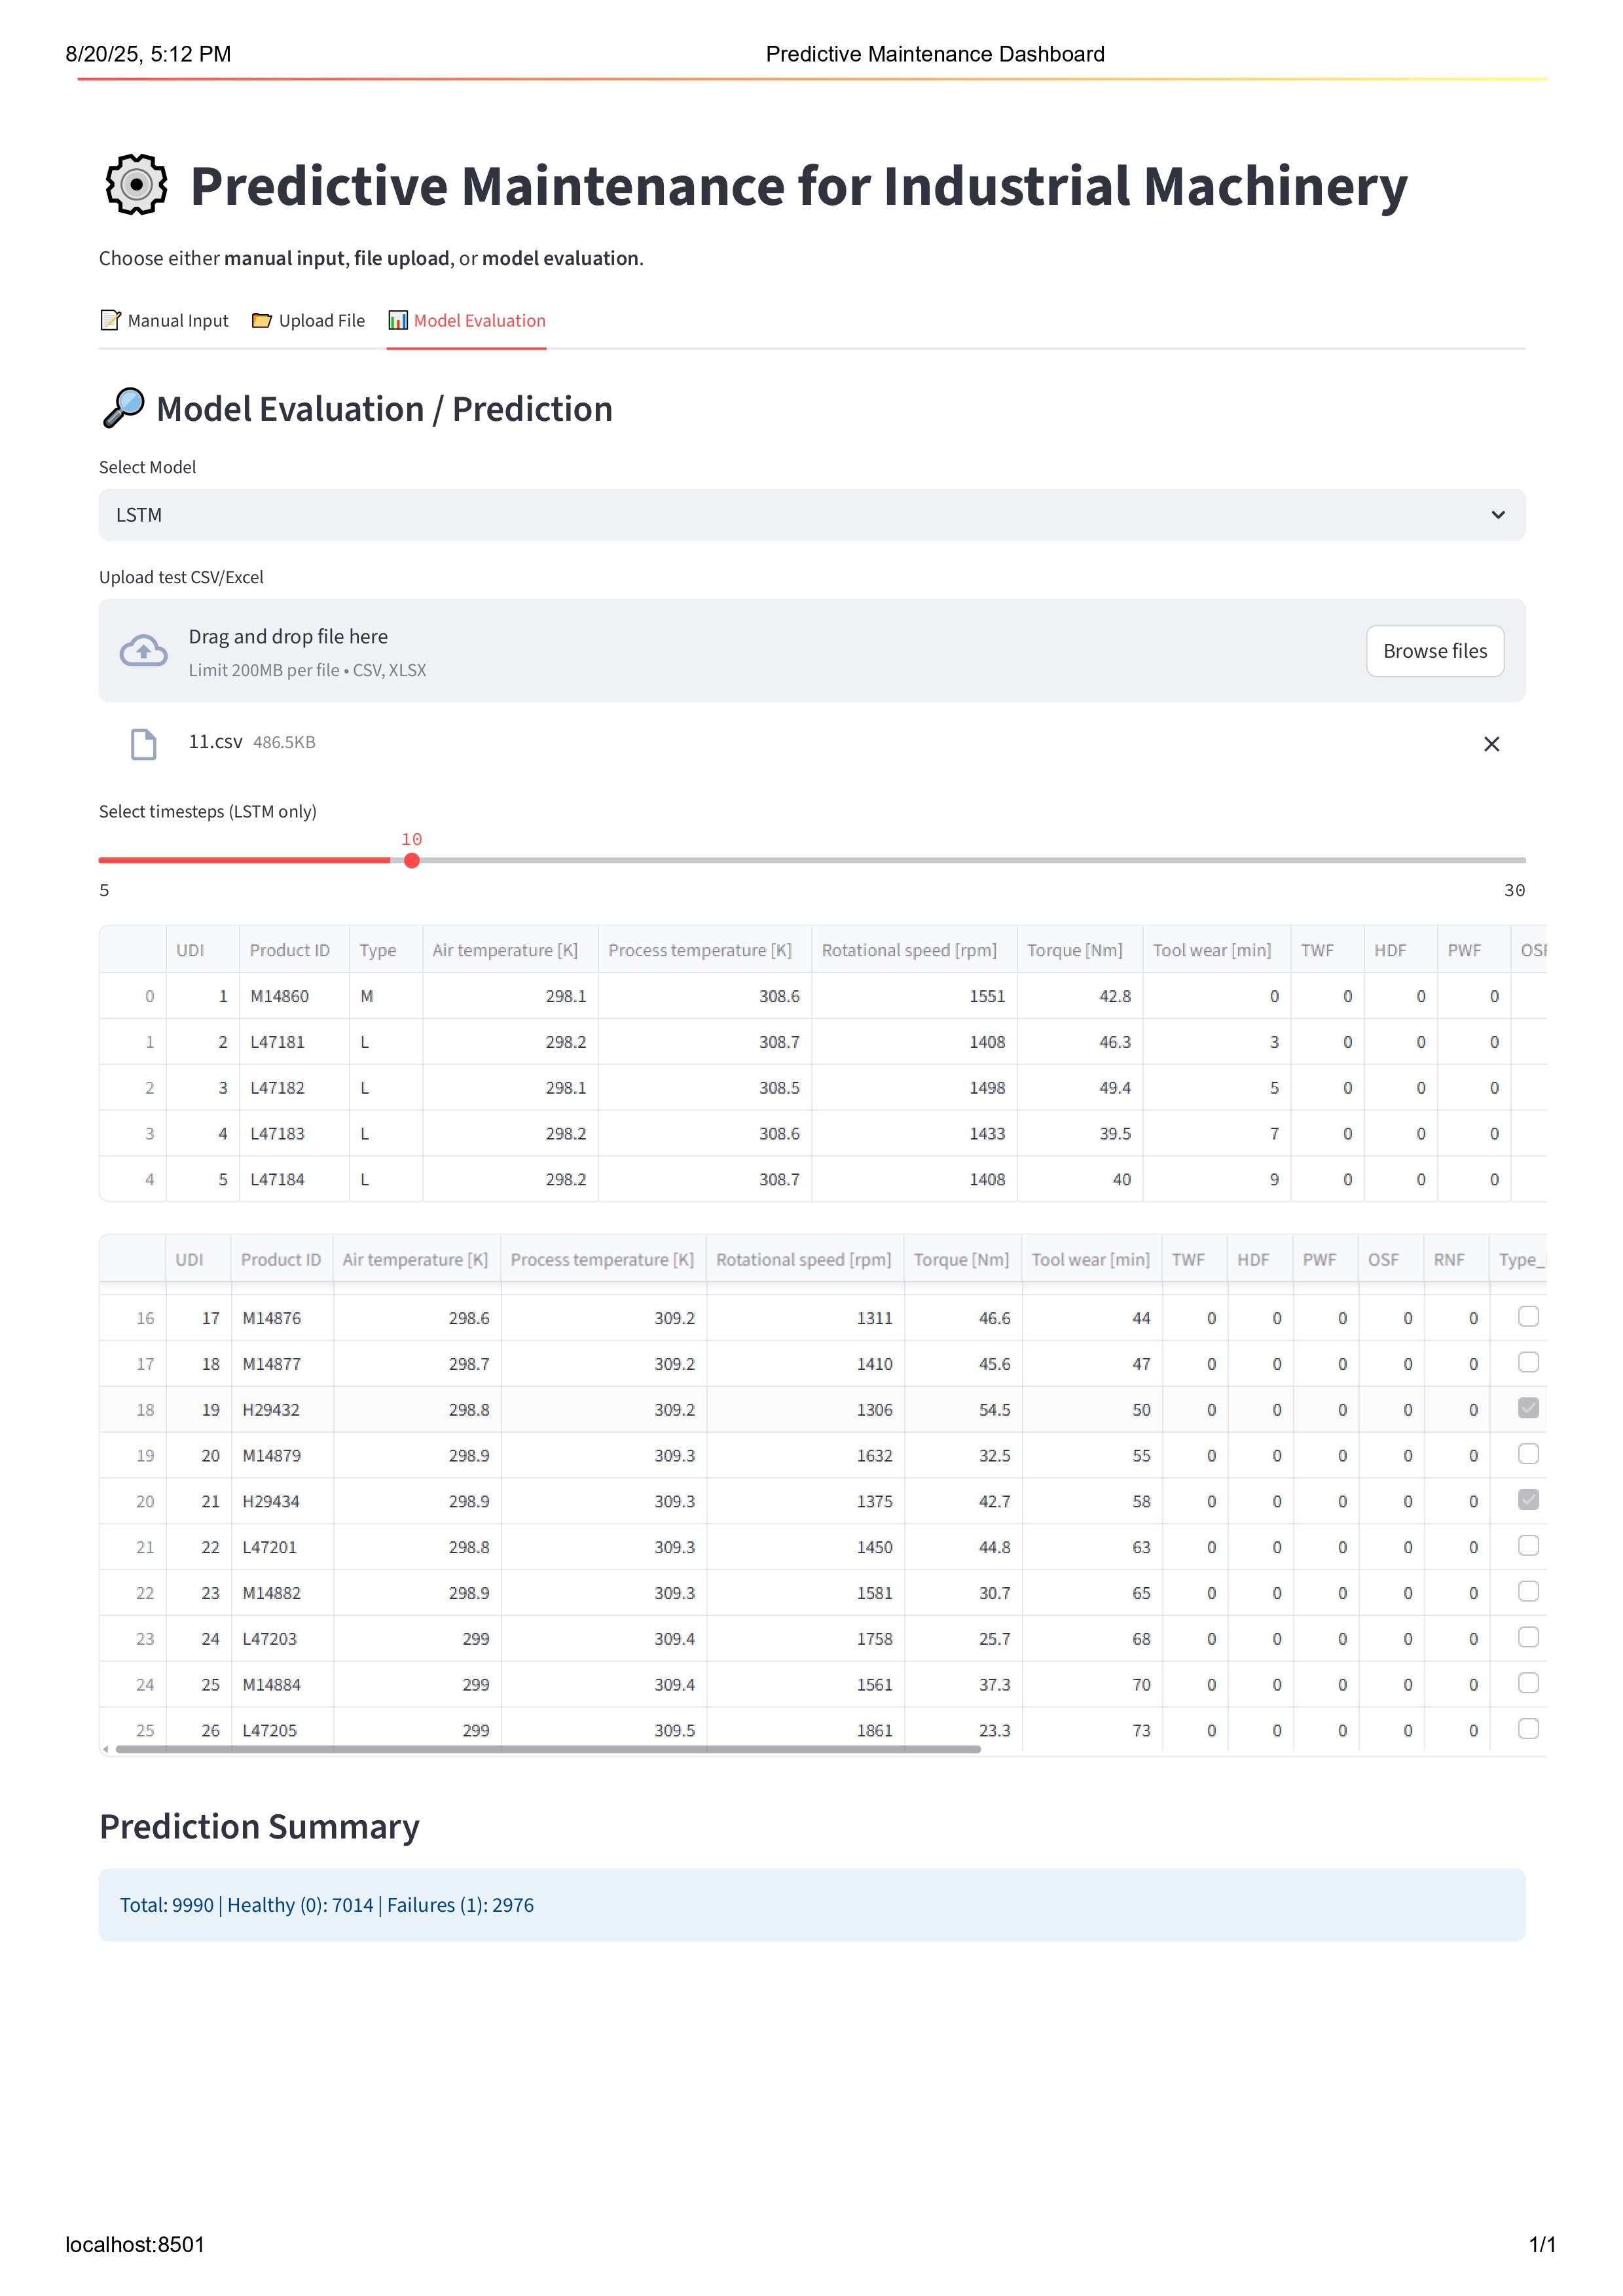 8/20/25, 5:12 PM Predictive Maintenance Dashboard
Predictive Maintenance for Industrial Machinery
Choose either manual input, file upload, or model evaluation.
Manual Input Upload File Model Evaluation
Model Evaluation / Prediction
Select Model
LSTM
Upload test CSV/Excel
Drag and drop file here
Limit 200MB per file • CSV, XLSX
Browse files
11.csv 486.5KB
Select timesteps (LSTM only)
10
5 30
UDI Product ID Type Air temperature [K] Process temperature [K] Rotational speed [rpm] Torque [Nm] Tool wear [min] TWF HDF PWF OSF
0 1 M14860 M 298.1 308.6 1551 42.8 0 0 0 0
1 2 L47181 L 298.2 308.7 1408 46.3 3 0 0 0
2 3 L47182 L 298.1 308.5 1498 49.4 5 0 0 0
3 4 L47183 L 298.2 308.6 1433 39.5 7 0 0 0
4 5 L47184 L 298.2 308.7 1408 40 9 0 0 0
UDI Product ID Air temperature [K] Process temperature [K] Rotational speed [rpm] Torque [Nm] Tool wear [min] TWF HDF PWF OSF RNF Type_
16 17 M14876 298.6 309.2 1311 46.6 44 0 0 0 0 0
17 18 M14877 298.7 309.2 1410 45.6 47 0 0 0 0 0
18 19 H29432 298.8 309.2 1306 54.5 50 0 0 0 0 0
19 20 M14879 298.9 309.3 1632 32.5 55 0 0 0 0 0
20 21 H29434 298.9 309.3 1375 42.7 58 0 0 0 0 0
21 22 L47201 298.8 309.3 1450 44.8 63 0 0 0 0 0
22 23 M14882 298.9 309.3 1581 30.7 65 0 0 0 0 0
23 24 L47203 299 309.4 1758 25.7 68 0 0 0 0 0
24 25 M14884 299 309.4 1561 37.3 70 0 0 0 0 0
25 26 L47205 299 309.5 1861 23.3 73 0 0 0 0 0
Prediction Summary
Total: 9990 | Healthy (0): 7014 | Failures (1): 2976
localhost:8501 1/1